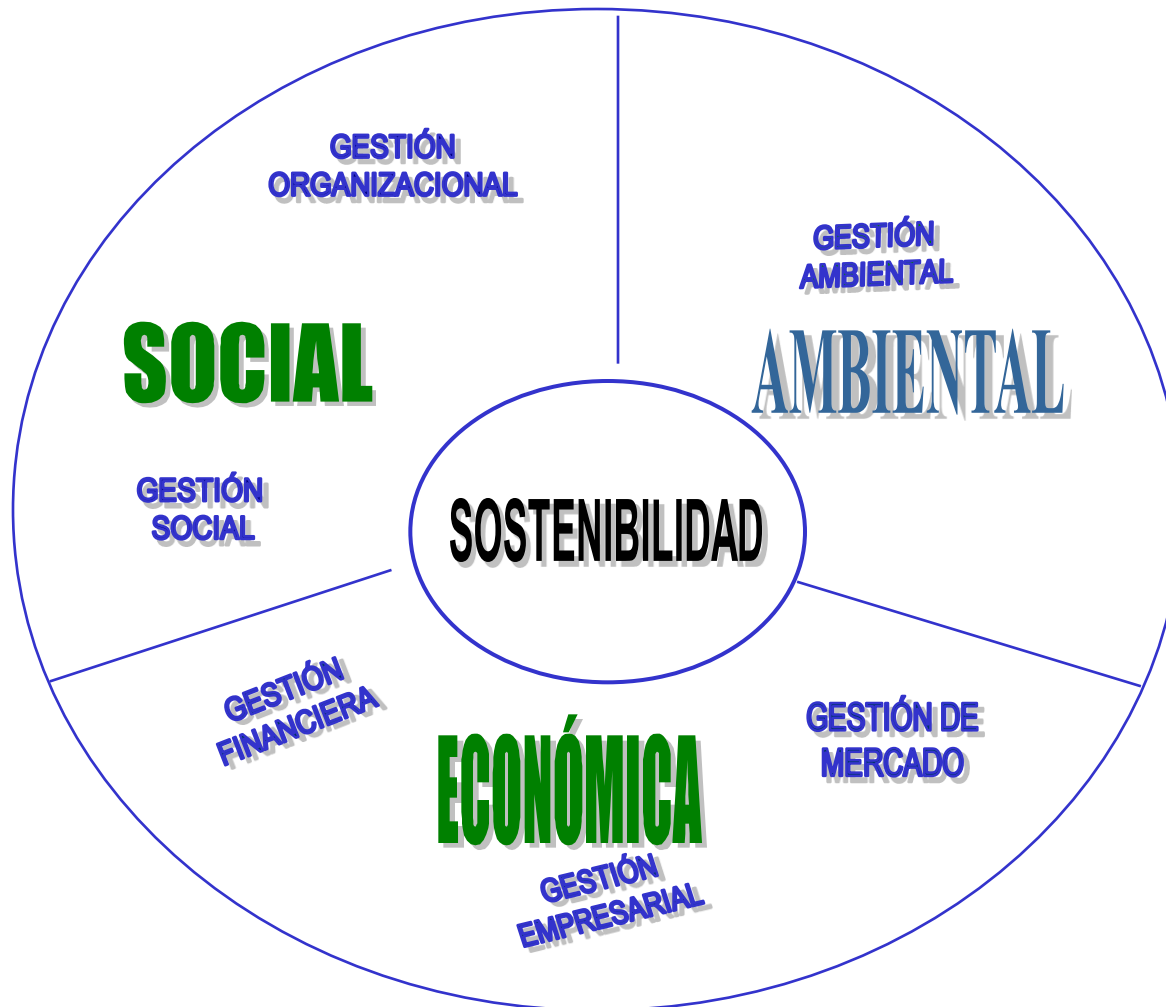 GESTIÓN
ORGANIZACIONAL
SOCIAL
GESTIÓN
SOCIAL
GESTIÓN
AMBIENTAL
AMBIENTAL
SOSTENIBILIDAD
GESTIÓN
FINANCIERA
ECONÓMICA
GESTIÓN
EMPRESARIAL
GESTIÓN DE
MERCADO